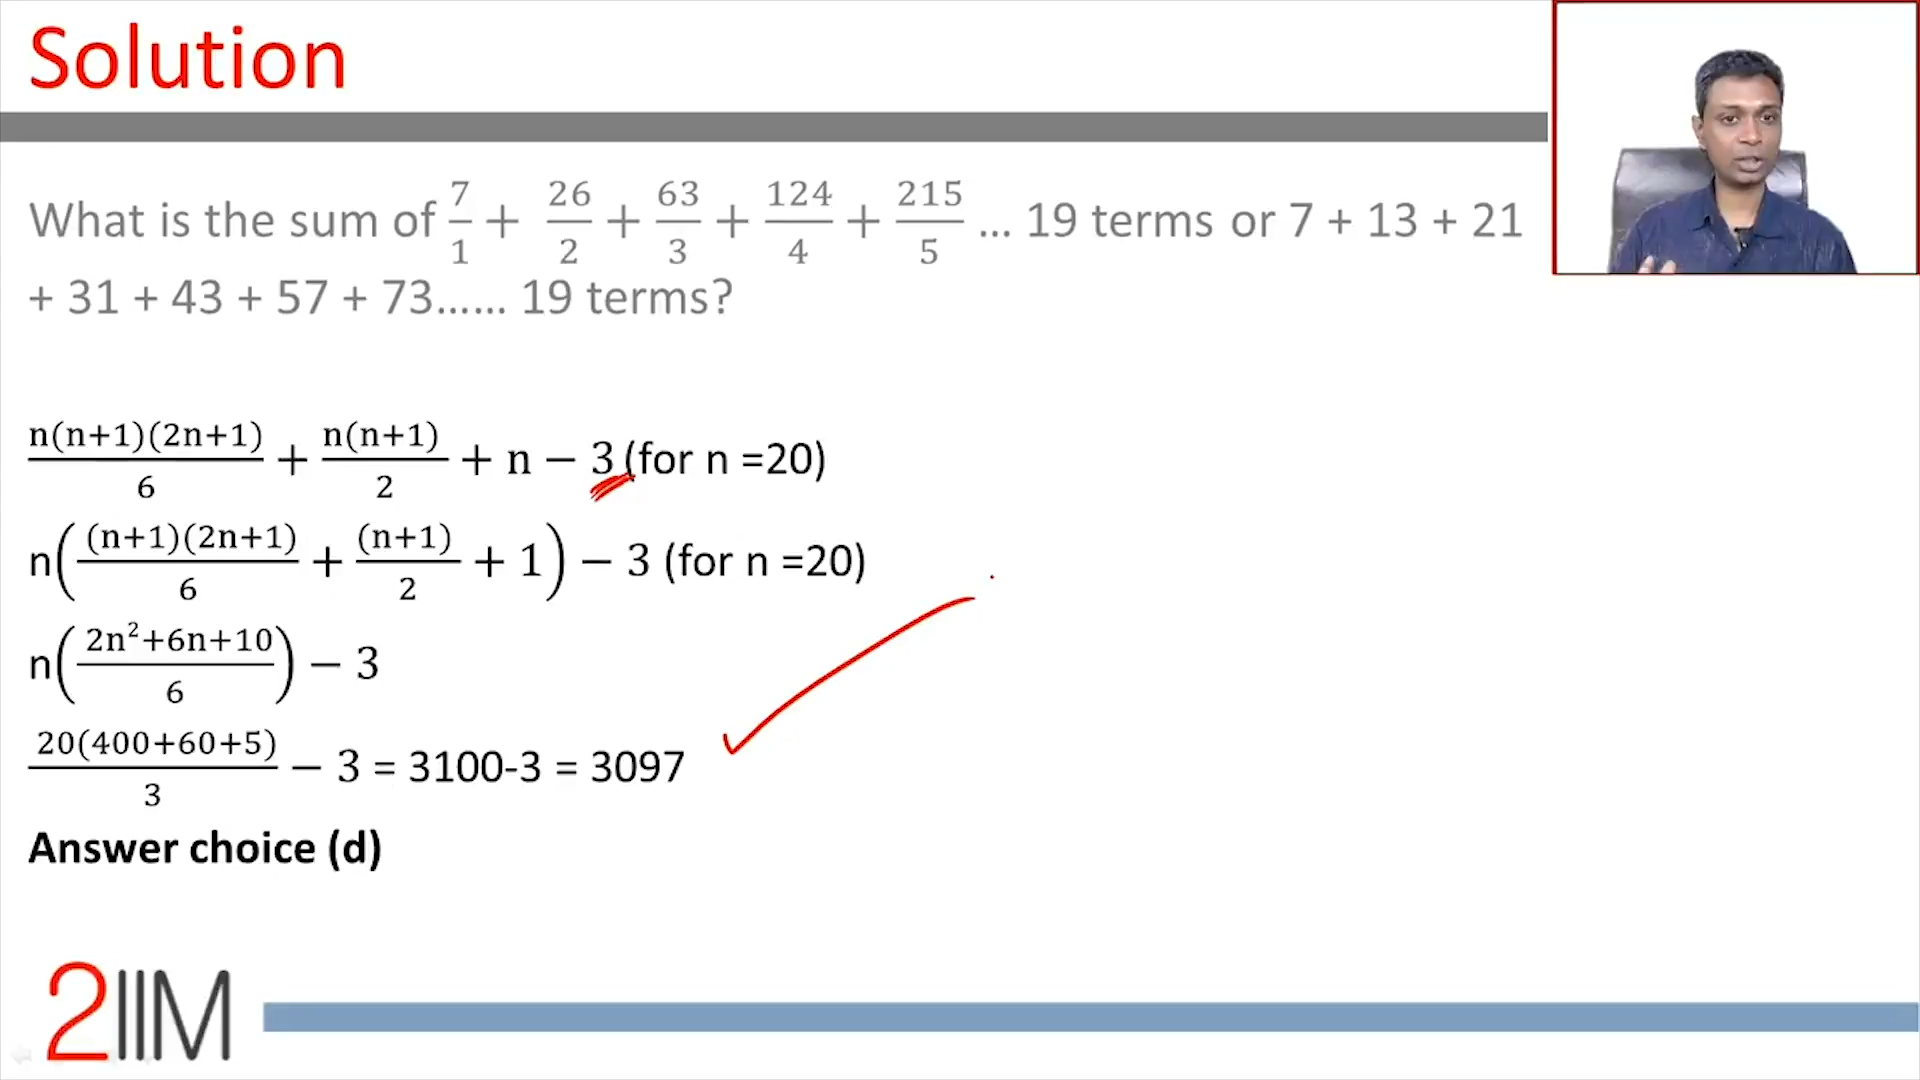 Solution
What is the sum of 7/1 + 26/2 + 63/3 + 124/4 + 215/5 ... 19 terms or 7 + 13 + 21
+ 31 + 43 + 57 + 73...... 19 terms?
n(n+1)(2n+1)/6 + n(n+1)/2 + n − 3 (for n =20)
n((n+1)(2n+1)/6 + (n+1)/2 + 1) − 3 (for n =20)
n(2n²+6n+10/6) − 3
20(400+60+5)/3 − 3 = 3100-3 = 3097
Answer choice (d)
2IIM